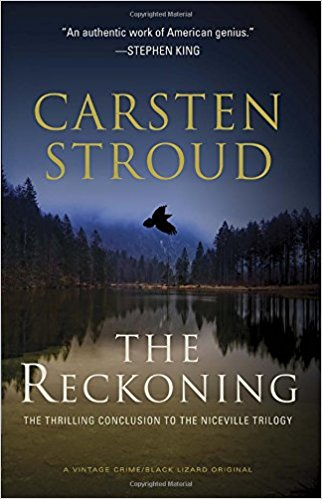 “An authentic work of American genius.”
—STEPHEN KING
CARSTEN
STROUD
THE
RECKONING
THE THRILLING CONCLUSION TO THE NICEVILLE TRILOGY
A VINTAGE CRIME/BLACK LIZARD ORIGINAL